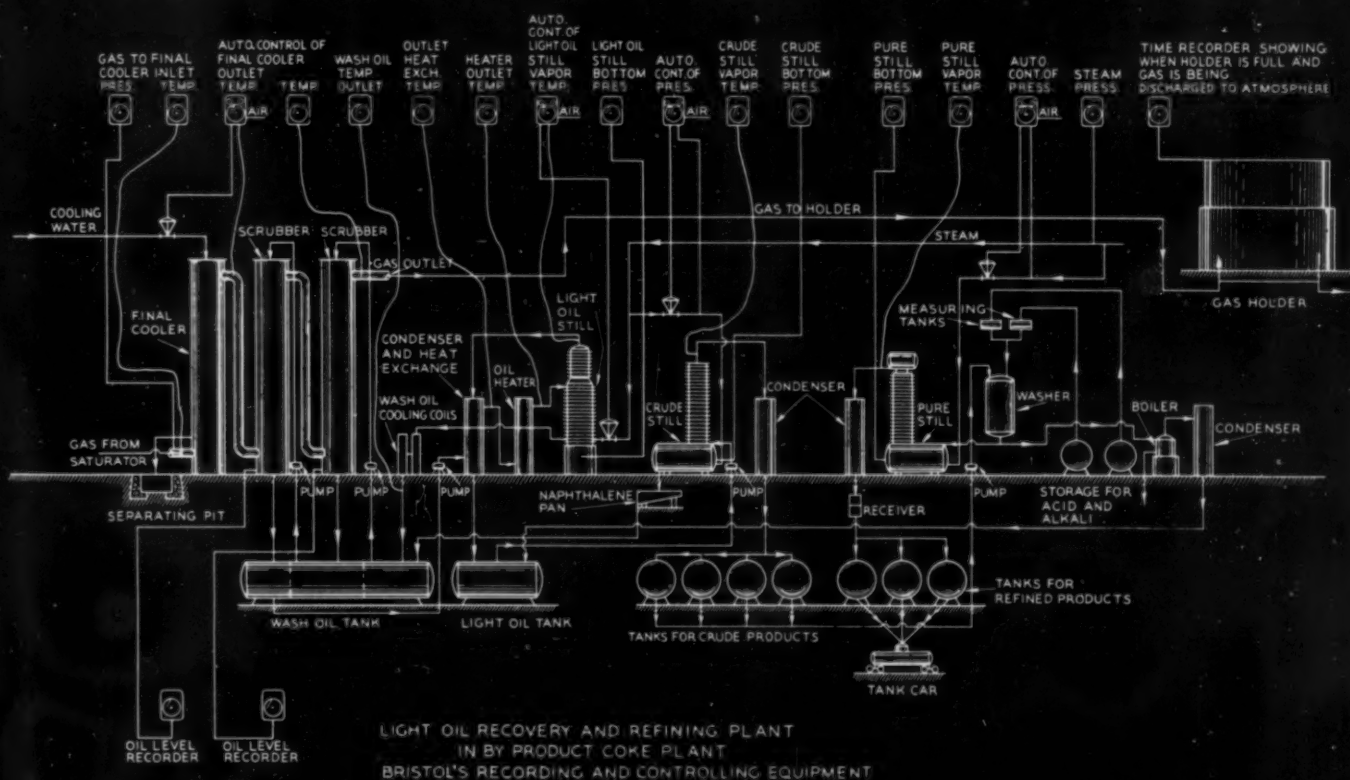 GAS TO FINAL
COOLER INLET
PRES. TEMP.
AUTO. CONTROL OF
FINAL COOLER
OUTLET
TEMP.
TEMP.
AIR
WASH OIL
TEMP
OUTLET
OUTLET
HEAT
EXCH.
TEMP.
HEATER
OUTLET
TEMP.
AUTO.
CONT. OF
LIGHT OIL
STILL
VAPOR
TEMP.
AIR
LIGHT OIL
STILL
BOTTOM
PRES.
AUTO.
CONT. OF
PRES.
AIR
CRUDE
STILL
VAPOR
TEMP.
CRUDE
STILL
BOTTOM
PRES.
PURE
STILL
BOTTOM
PRES.
PURE
STILL
VAPOR
TEMP.
AUTO.
CONT. OF
PRESS.
AIR
STEAM
PRESS.
TIME RECORDER SHOWING
WHEN HOLDER IS FULL AND
GAS IS BEING
DISCHARGED TO ATMOSPHERE
COOLING
WATER
SCRUBBER
SCRUBBER
GAS OUTLET
GAS TO HOLDER
STEAM
GAS HOLDER
FINAL
COOLER
CONDENSER
AND HEAT
EXCHANGE
LIGHT
OIL
STILL
OIL
HEATER
WASH OIL
COOLING COILS
MEASURING
TANKS
CONDENSER
CRUDE
STILL
PURE
STILL
WASHER
BOILER
CONDENSER
GAS FROM
SATURATOR
SEPARATING PIT
PUMP
PUMP
PUMP
NAPHTHALENE
PAN
PUMP
RECEIVER
PUMP
STORAGE FOR
ACID AND
ALKALI
WASH OIL TANK
LIGHT OIL TANK
TANKS FOR CRUDE PRODUCTS
TANKS FOR
REFINED PRODUCTS
TANK CAR
OIL LEVEL
RECORDER
OIL LEVEL
RECORDER
LIGHT OIL RECOVERY AND REFINING PLANT
IN BY PRODUCT COKE PLANT
BRISTOL'S RECORDING AND CONTROLLING EQUIPMENT